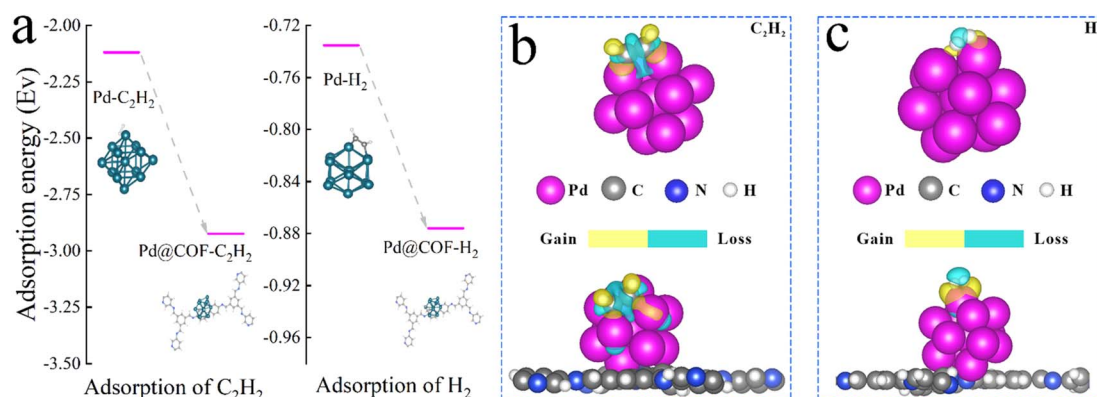 a
Adsorption energy (Ev)
-2.00
-2.25
-2.50
-2.75
-3.00
-3.25
-3.50
Pd-C₂H₂
Pd@COF-C₂H₂
Adsorption of C₂H₂
-0.72
-0.76
-0.80
-0.84
-0.88
-0.92
-0.96
Pd-H₂
Pd@COF-H₂
Adsorption of H₂
b
C₂H₂
Pd C N H
Gain Loss
c
H
Pd C N H
Gain Loss